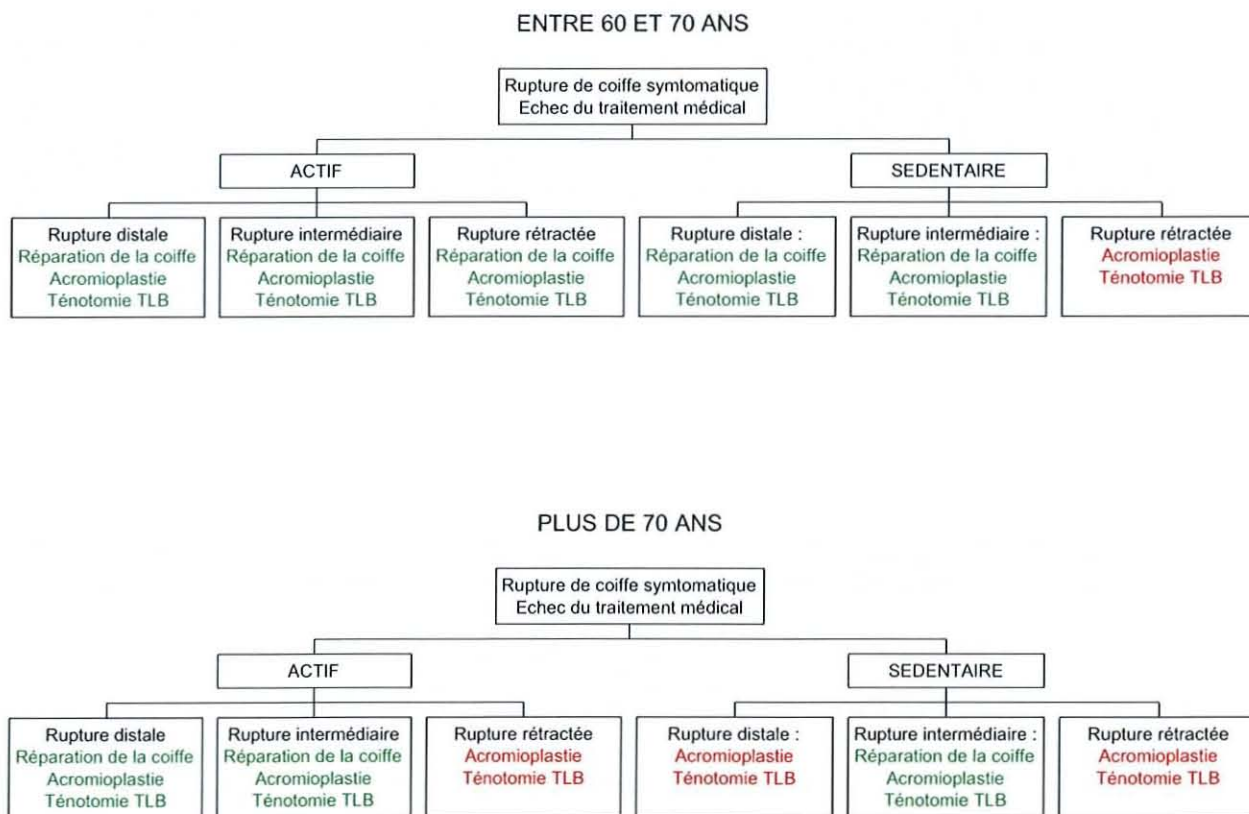 ENTRE 60 ET 70 ANS
Rupture de coiffe symtomatique
Echec du traitement médical
ACTIF
SEDENTAIRE
Rupture distale
Réparation de la coiffe
Acromioplastie
Ténotomie TLB
Rupture intermédiaire
Réparation de la coiffe
Acromioplastie
Ténotomie TLB
Rupture rétractée
Réparation de la coiffe
Acromioplastie
Ténotomie TLB
Rupture distale :
Réparation de la coiffe
Acromioplastie
Ténotomie TLB
Rupture intermédiaire :
Réparation de la coiffe
Acromioplastie
Ténotomie TLB
Rupture rétractée
Acromioplastie
Ténotomie TLB
PLUS DE 70 ANS
Rupture de coiffe symtomatique
Echec du traitement médical
ACTIF
SEDENTAIRE
Rupture distale
Réparation de la coiffe
Acromioplastie
Ténotomie TLB
Rupture intermédiaire
Réparation de la coiffe
Acromioplastie
Ténotomie TLB
Rupture rétractée
Acromioplastie
Ténotomie TLB
Rupture distale :
Acromioplastie
Ténotomie TLB
Rupture intermédiaire :
Réparation de la coiffe
Acromioplastie
Ténotomie TLB
Rupture rétractée
Acromioplastie
Ténotomie TLB